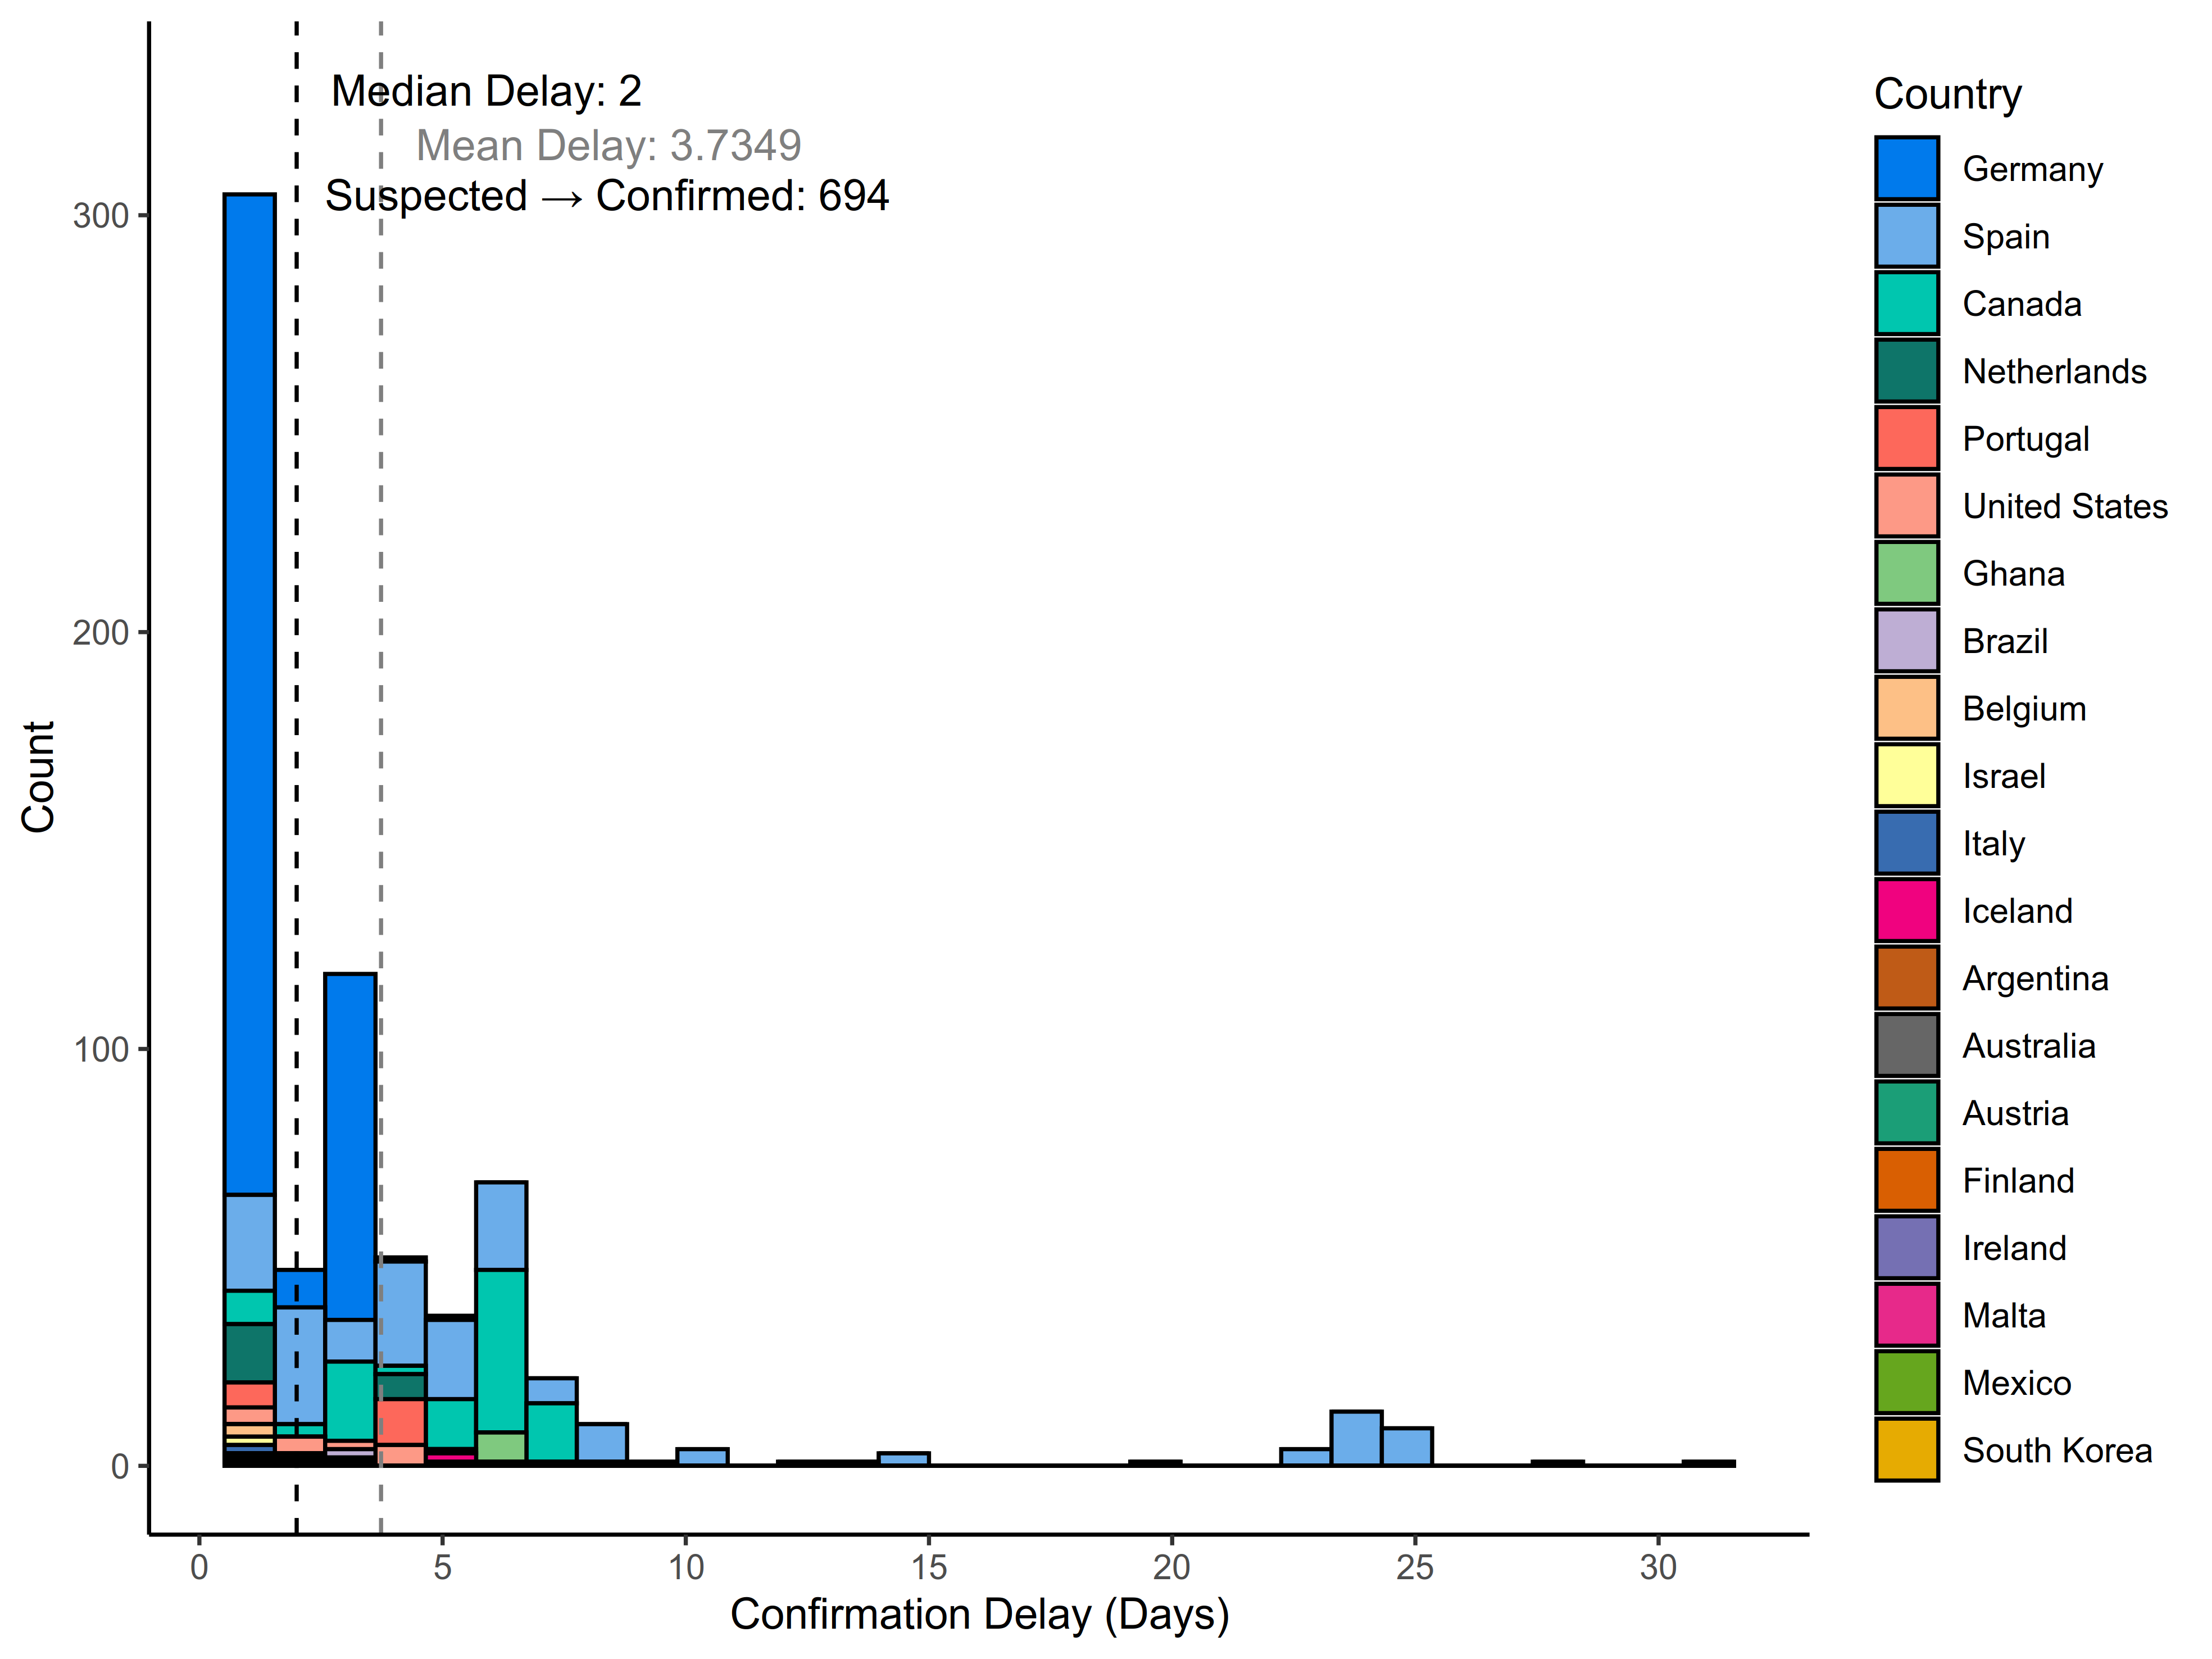 Median Delay: 2
Mean Delay: 3.7349
Suspected → Confirmed: 694
Count
300
200
100
0
0 5 10 15 20 25 30
Confirmation Delay (Days)
Country
Germany
Spain
Canada
Netherlands
Portugal
United States
Ghana
Brazil
Belgium
Israel
Italy
Iceland
Argentina
Australia
Austria
Finland
Ireland
Malta
Mexico
South Korea